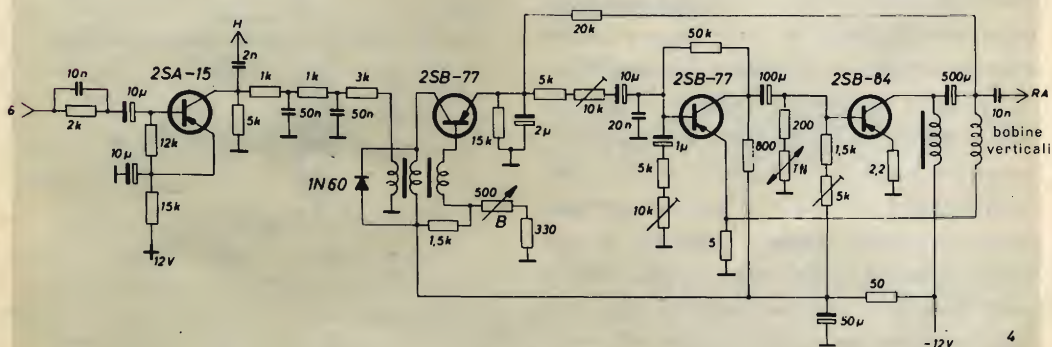 H
20k
10n
2SA-15
2n
1k
1k
3k
2SB-77
50k
10µ
5k
10µ
2SB-77
100µ
2SB-84
500µ
6
RA
2k
10k
10n
5k
50n
50n
15k
2µ
20n
bobine
verticali
12k
1µ
200
10µ
800
1,5k
1N60
5k
2,2
15k
500
10k
5k
1,5k
B
330
5
12V
50
50µ
-12V
4